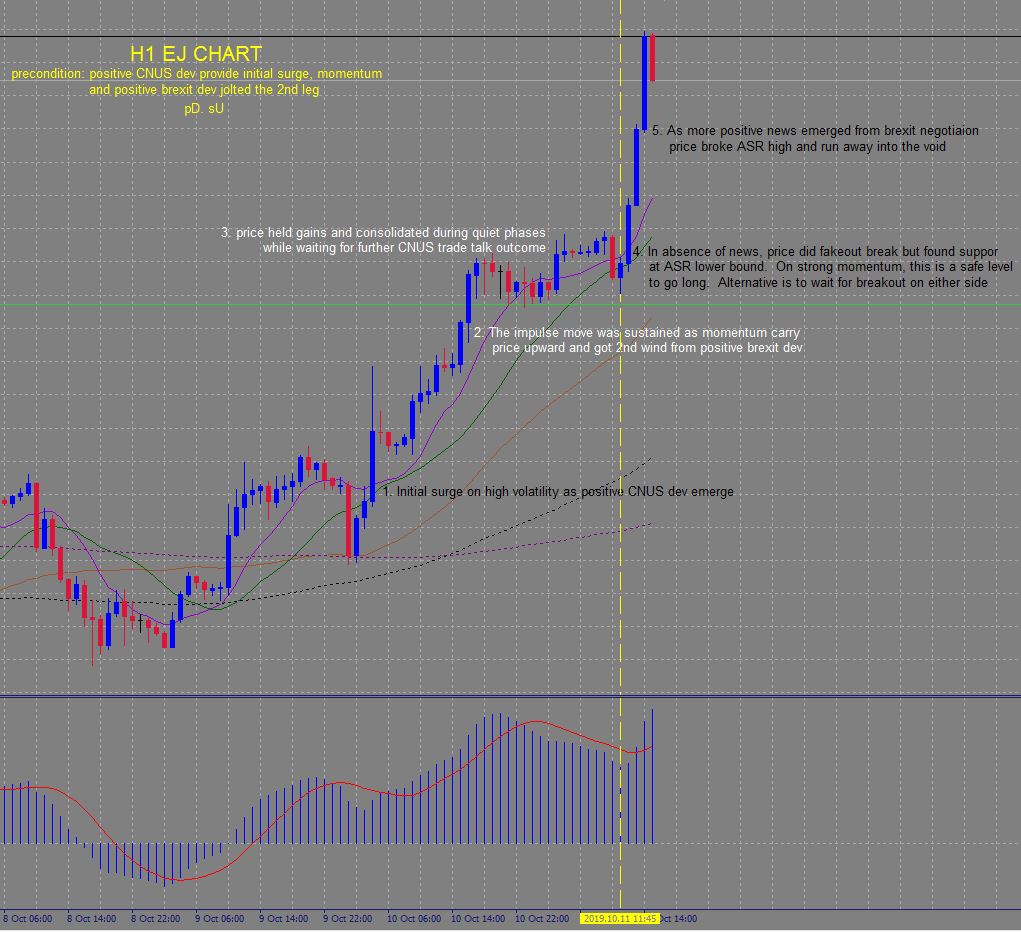 H1 EJ CHART
precondition: positive CNUS dev provide initial surge, momentum
and positive brexit dev jolted the 2nd leg
pD. sU
5. As more positive news emerged from brexit negotiaion
price broke ASR high and run away into the void
3. price held gains and consolidated during quiet phases
while waiting for further CNUS trade talk outcome
4. In absence of news, price did fakeout break but found suppor
at ASR lower bound. On strong momentum, this is a safe level
to go long. Alternative is to wait for breakout on either side
2. The impulse move was sustained as momentum carry
price upward and got 2nd wind from positive brexit dev
1. Initial surge on high volatility as positive CNUS dev emerge
8 Oct 06:00 8 Oct 14:00 8 Oct 22:00 9 Oct 06:00 9 Oct 14:00 9 Oct 22:00 10 Oct 06:00 10 Oct 14:00 10 Oct 22:00 2019.10.11 11:45 Oct 14:00